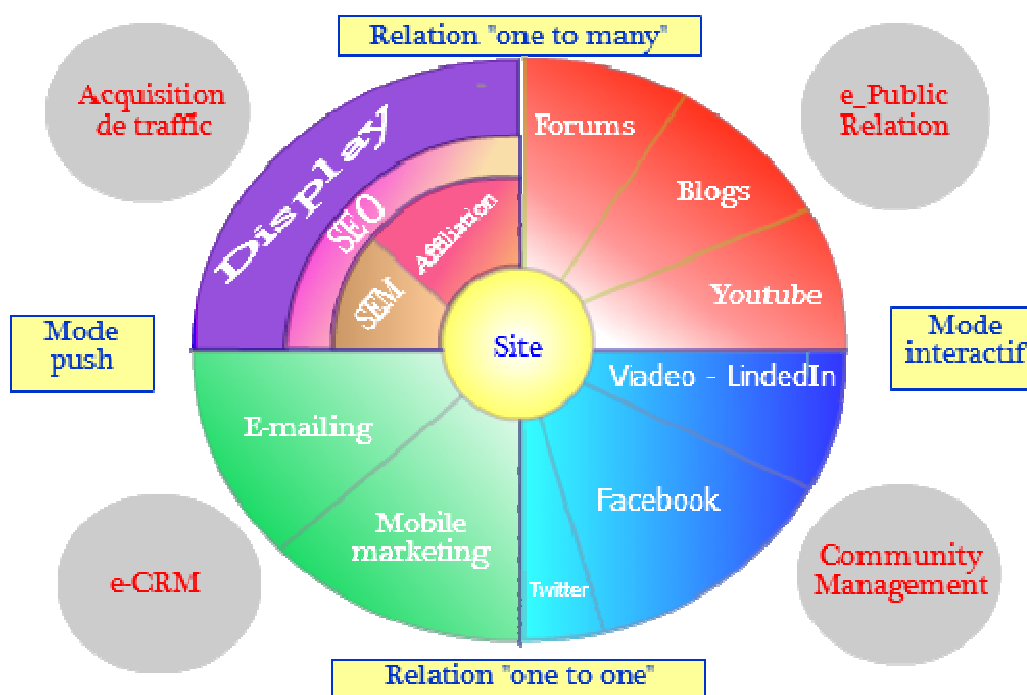 Relation "one to many"
Acquisition
de traffic
e_Public
Relation
Display
SEO
Affiliation
SEM
Forums
Blogs
Youtube
Mode
push
Site
Mode
interactif
Viadeo - LindedIn
E-mailing
Facebook
Mobile
marketing
Twitter
e-CRM
Community
Management
Relation "one to one"